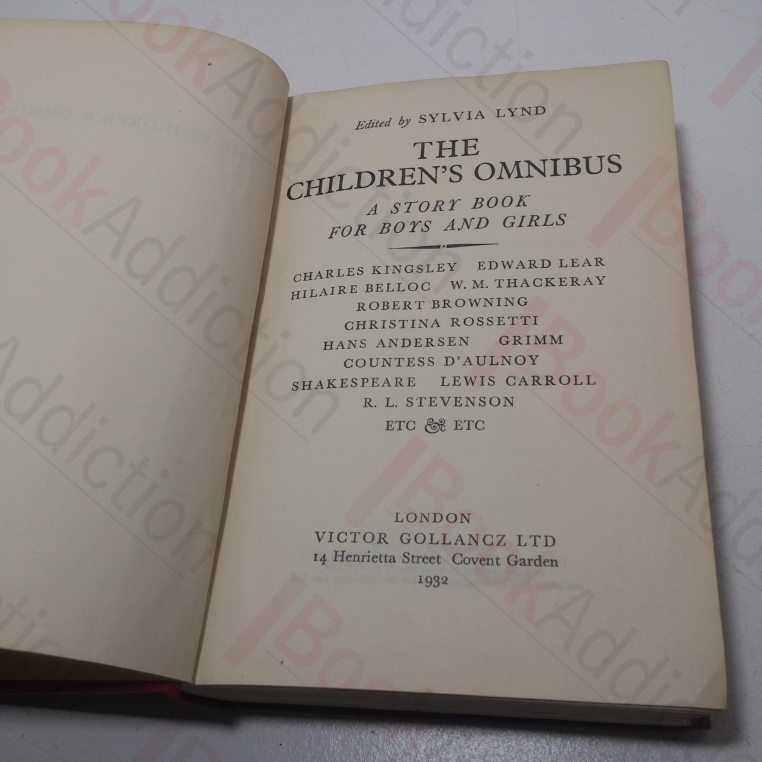 Edited by SYLVIA LYND
THE
CHILDREN'S OMNIBUS
A STORY BOOK
FOR BOYS AND GIRLS
CHARLES KINGSLEY EDWARD LEAR
HILAIRE BELLOC W. M. THACKERAY
ROBERT BROWNING
CHRISTINA ROSSETTI
HANS ANDERSEN GRIMM
COUNTESS D'AULNOY
SHAKESPEARE LEWIS CARROLL
R. L. STEVENSON
ETC & ETC
LONDON
VICTOR GOLLANCZ LTD
14 Henrietta Street Covent Garden
1932
BookAddiction